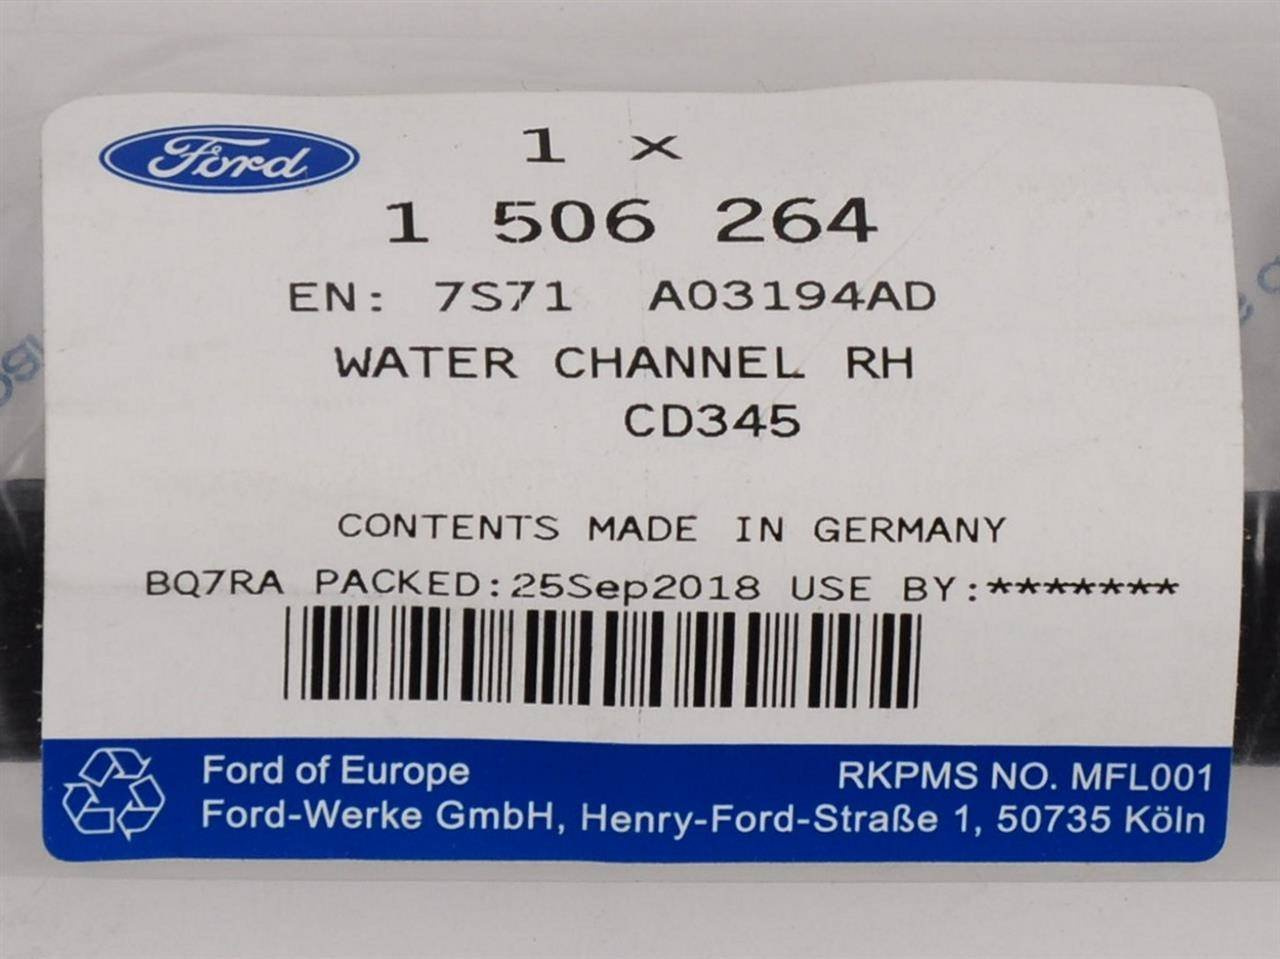 Ford
1 x
1 506 264
EN: 7S71 A03194AD
WATER CHANNEL RH
CD345
CONTENTS MADE IN GERMANY
BQ7RA PACKED:25Sep2018 USE BY:*******
Ford of Europe
RKPMS NO. MFL001
Ford-Werke GmbH, Henry-Ford-Straße 1, 50735 Köln